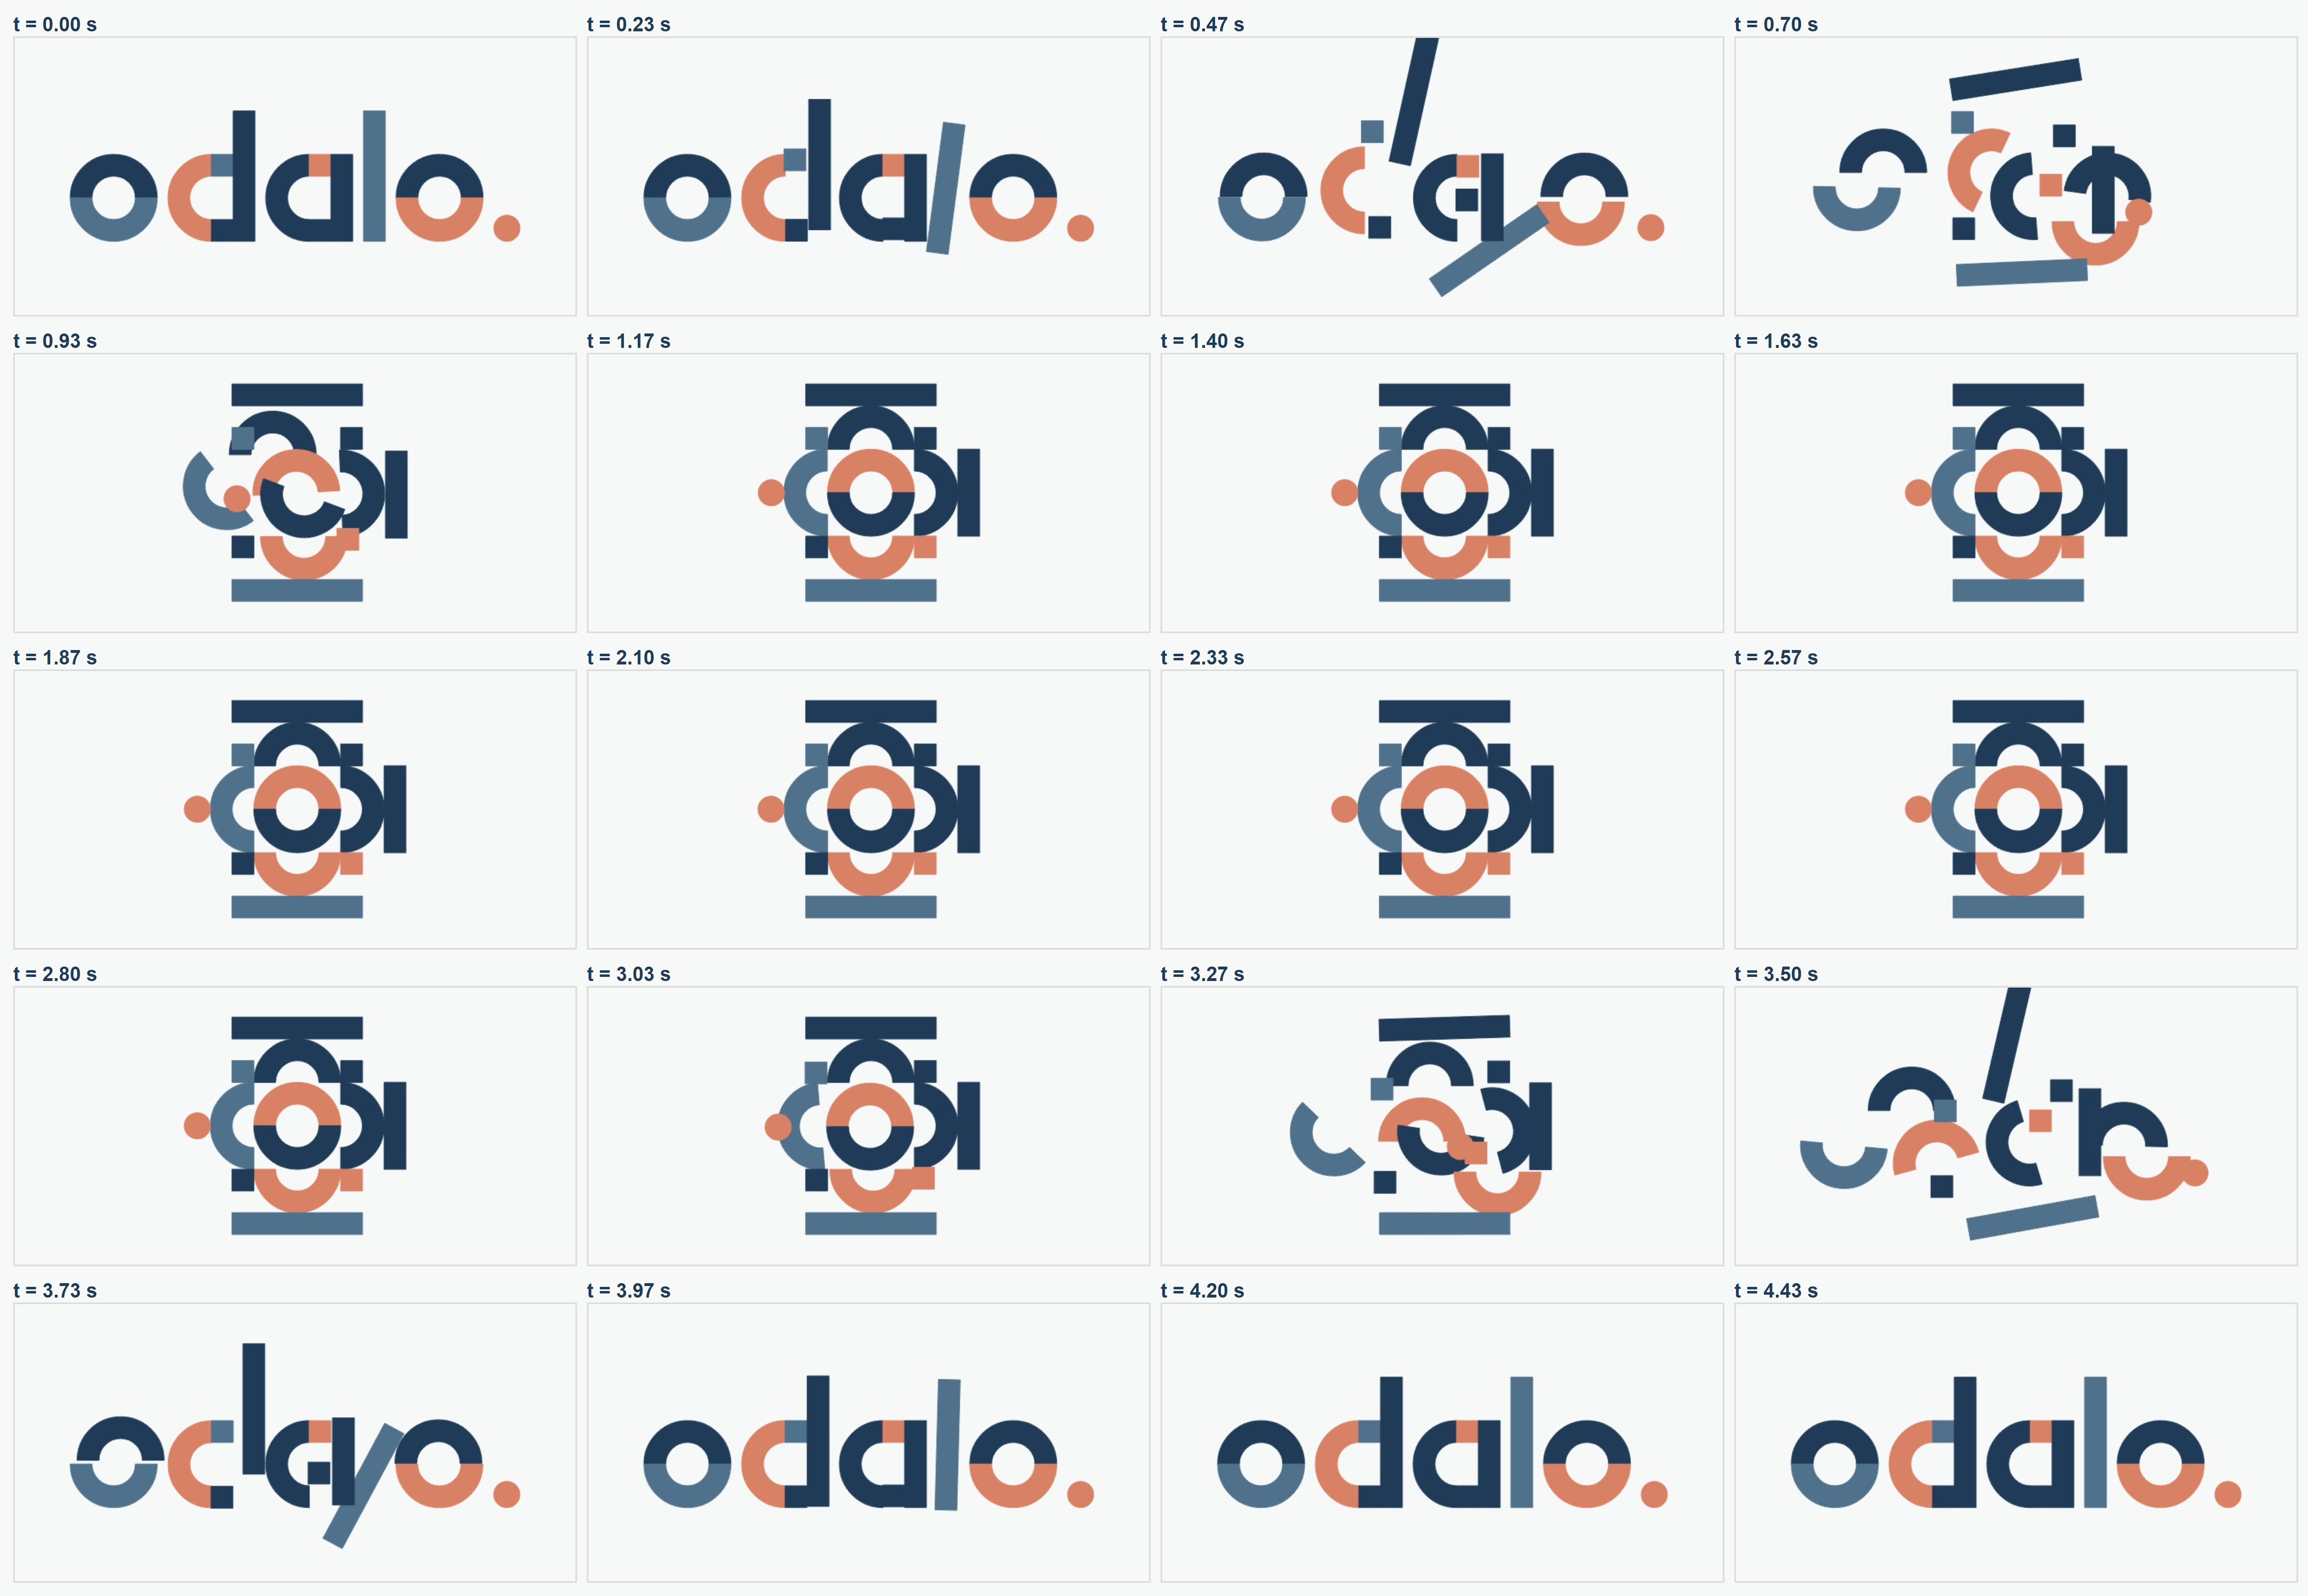 t = 0.00 s
odalo.
t = 0.23 s
odalo.
t = 0.47 s
t = 0.70 s
t = 0.93 s
t = 1.17 s
t = 1.40 s
t = 1.63 s
t = 1.87 s
t = 2.10 s
t = 2.33 s
t = 2.57 s
t = 2.80 s
t = 3.03 s
t = 3.27 s
t = 3.50 s
t = 3.73 s
t = 3.97 s
odalo.
t = 4.20 s
odalo.
t = 4.43 s
odalo.